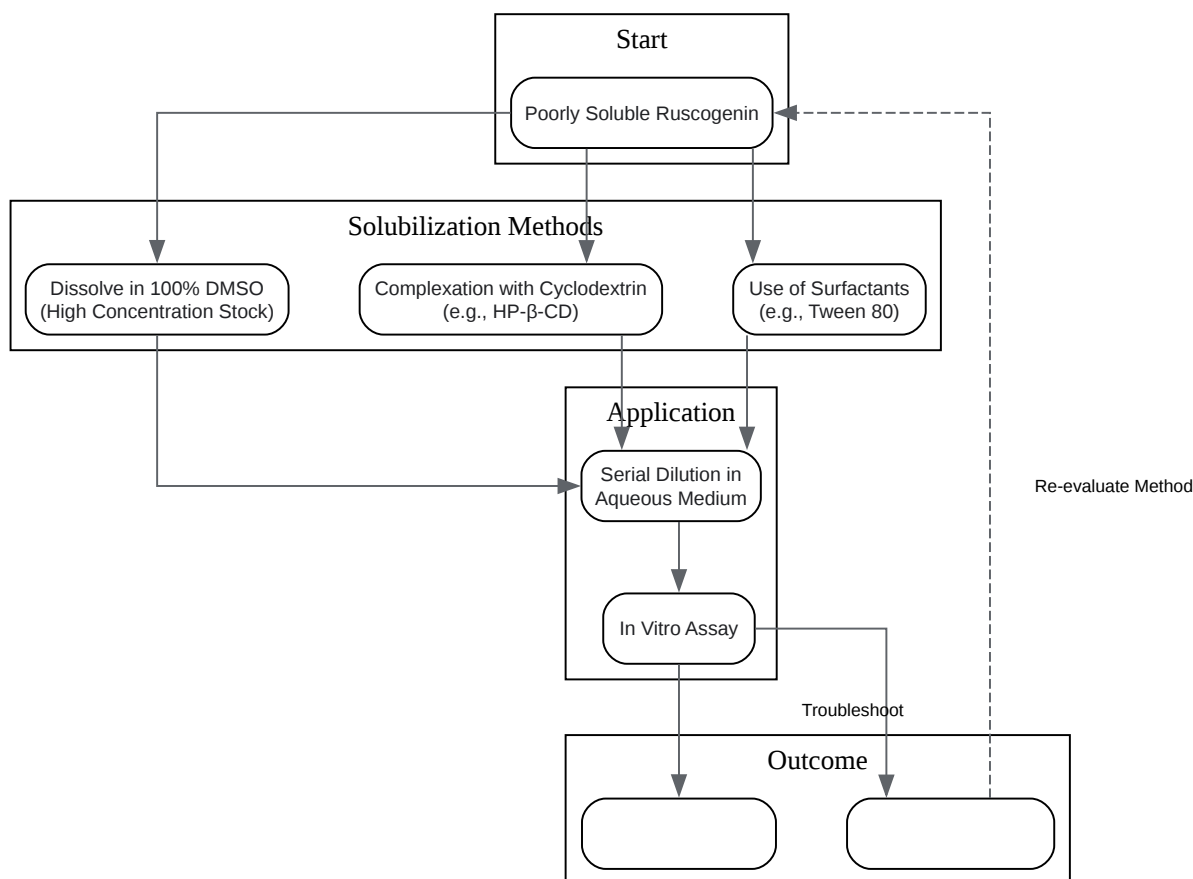 Start
Poorly Soluble Ruscogenin
Solubilization Methods
Dissolve in 100% DMSO
(High Concentration Stock)
Complexation with Cyclodextrin
(e.g., HP-β-CD)
Use of Surfactants
(e.g., Tween 80)
Application
Serial Dilution in
Aqueous Medium
Re-evaluate Method
In Vitro Assay
Troubleshoot
Outcome